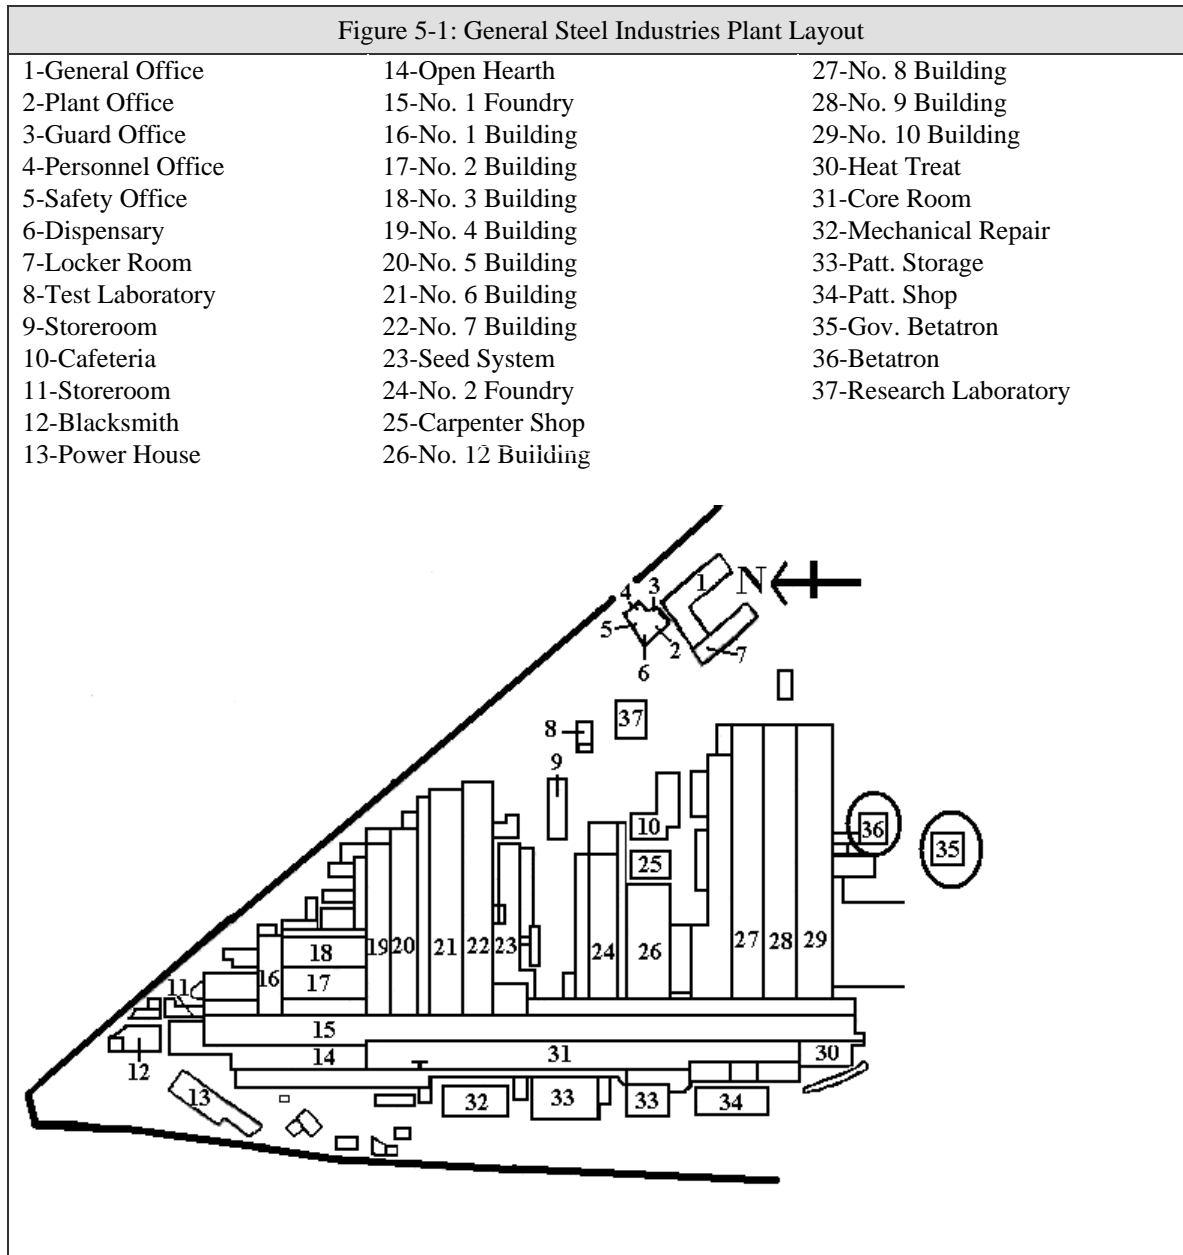 Figure 5-1: General Steel Industries Plant Layout
1-General Office
2-Plant Office
3-Guard Office
4-Personnel Office
5-Safety Office
6-Dispensary
7-Locker Room
8-Test Laboratory
9-Storeroom
10-Cafeteria
11-Storeroom
12-Blacksmith
13-Power House
14-Open Hearth
15-No. 1 Foundry
16-No. 1 Building
17-No. 2 Building
18-No. 3 Building
19-No. 4 Building
20-No. 5 Building
21-No. 6 Building
22-No. 7 Building
23-Seed System
24-No. 2 Foundry
25-Carpenter Shop
26-No. 12 Building
27-No. 8 Building
28-No. 9 Building
29-No. 10 Building
30-Heat Treat
31-Core Room
32-Mechanical Repair
33-Patt. Storage
34-Patt. Shop
35-Gov. Betatron
36-Betatron
37-Research Laboratory
4 3 1 N
5 2 7
6
8 37
9
10 36
25 35
18 19 20 21 22 23 24 26 27 28 29
16 17
11
15
14 31 30
12
13 32 33 33 34